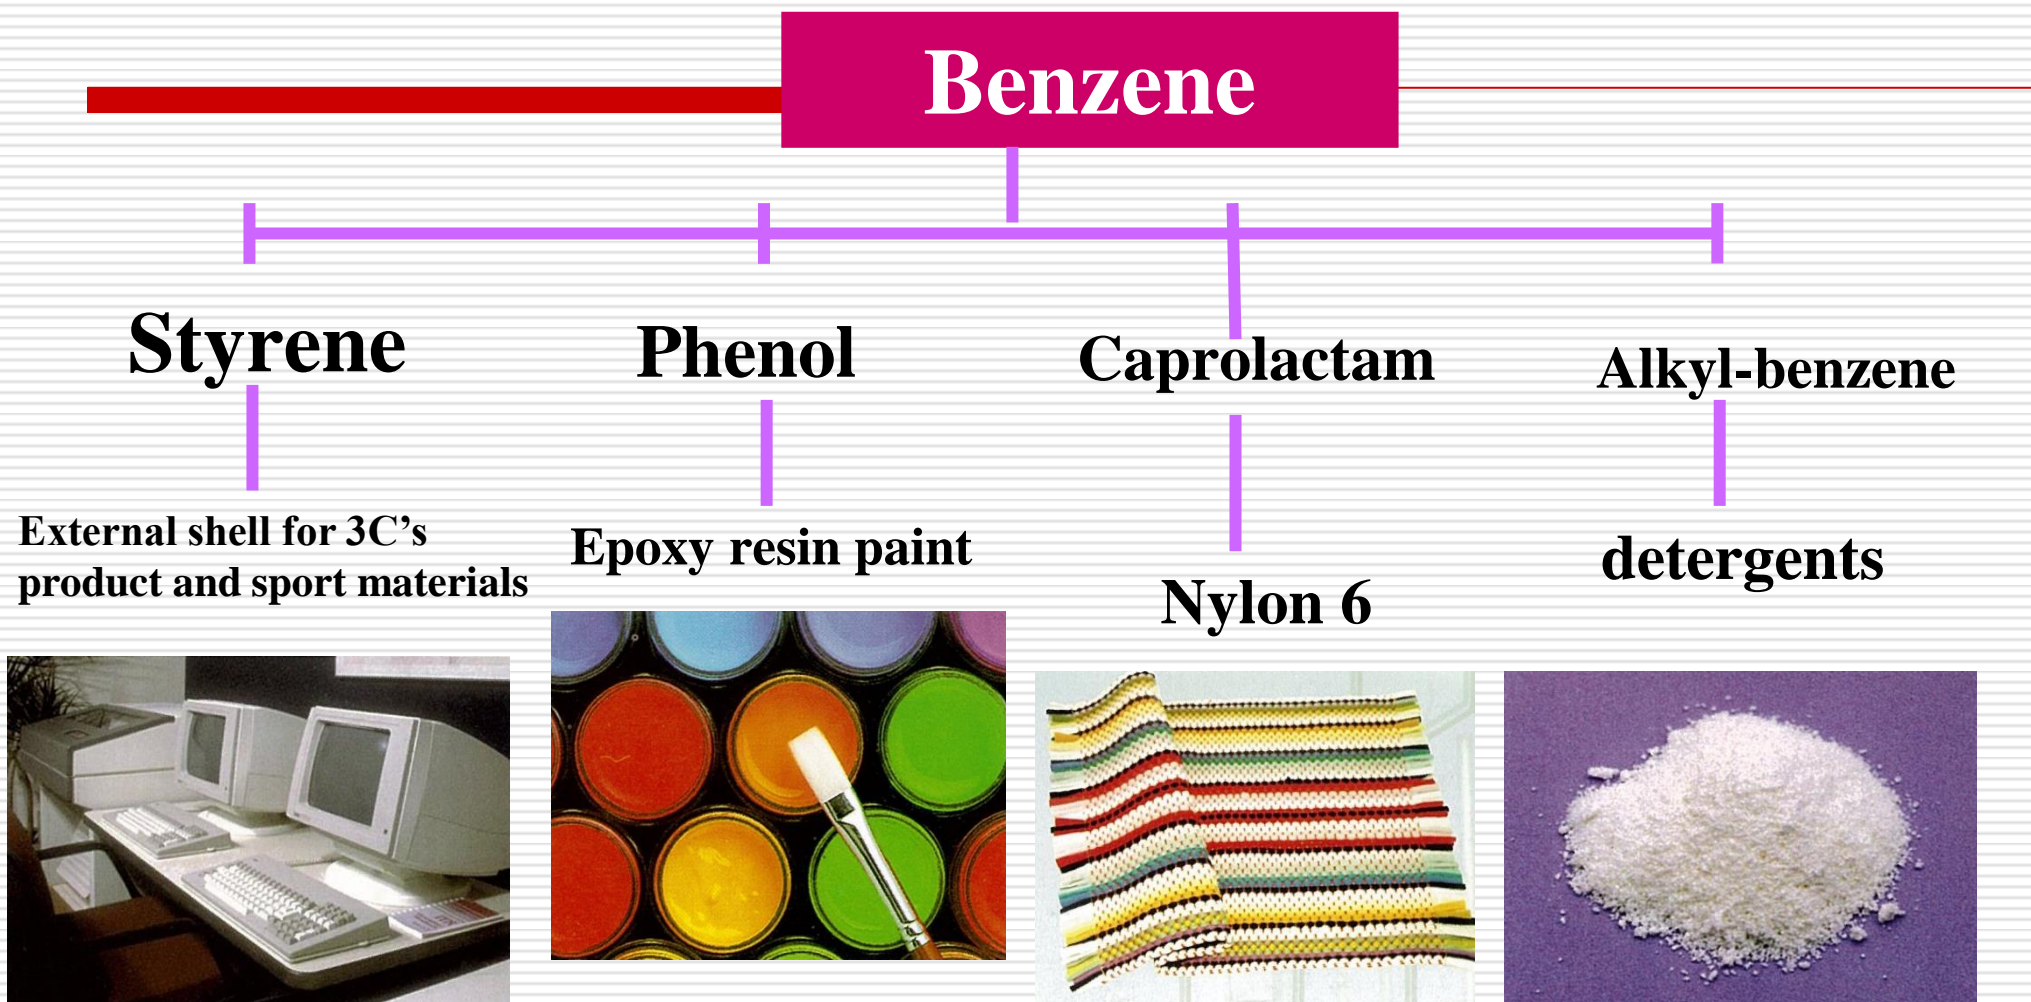 Benzene
Styrene
Phenol
Caprolactam
Alkyl-benzene
External shell for 3C’s
product and sport materials
Epoxy resin paint
Nylon 6
detergents